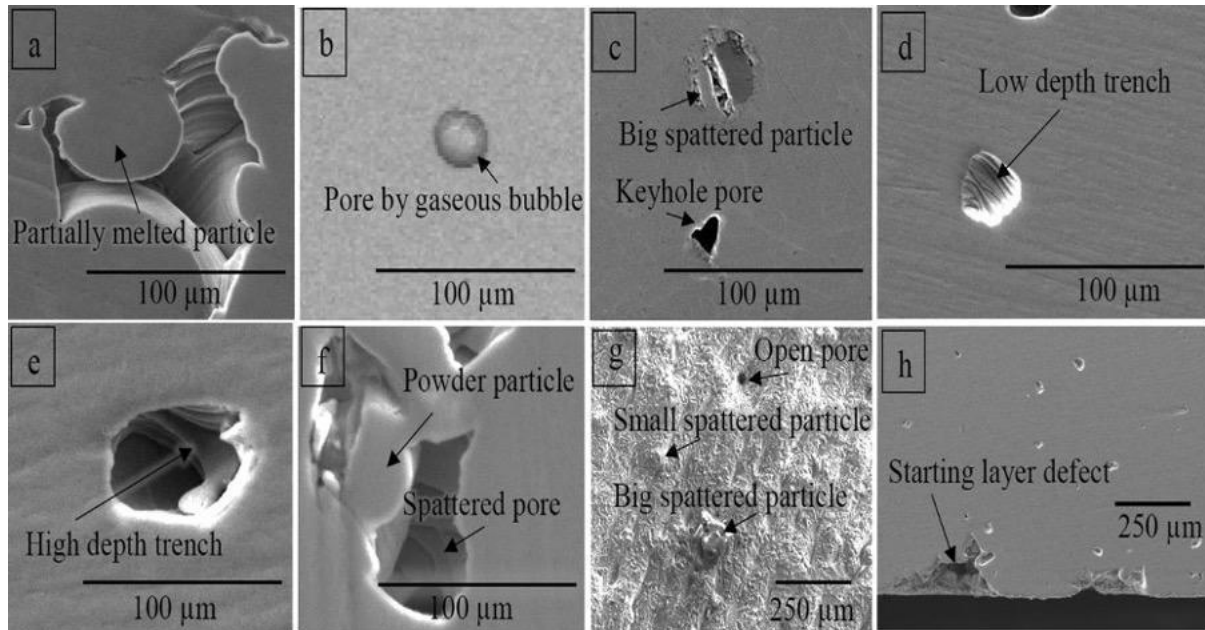 a
Partially melted particle
100 µm
b
Pore by gaseous bubble
100 µm
c
Big spattered particle
Keyhole pore
100 µm
d
Low depth trench
100 µm
e
High depth trench
100 µm
f
Powder particle
Spattered pore
100 µm
g
Open pore
Small spattered particle
Big spattered particle
250 µm
h
Starting layer defect
250 µm